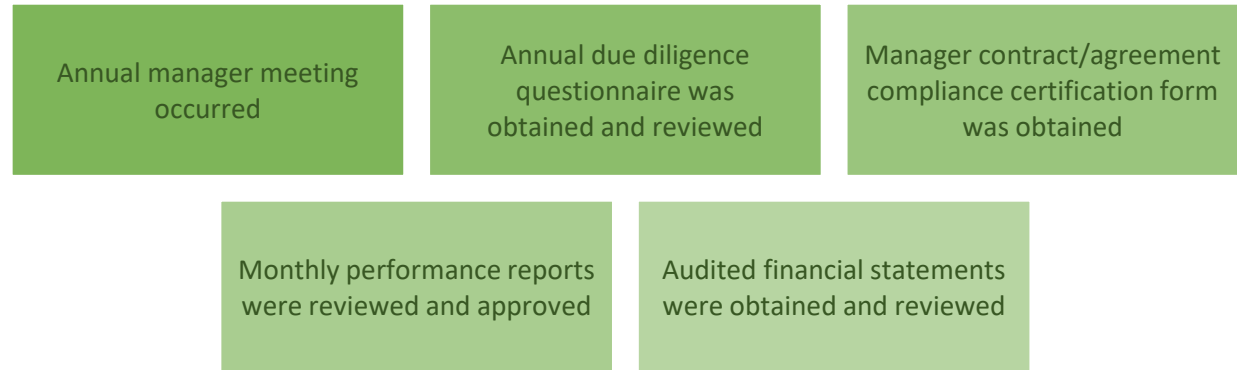 Annual manager meeting
occurred
Annual due diligence
questionnaire was
obtained and reviewed
Manager contract/agreement
compliance certification form
was obtained
Monthly performance reports
were reviewed and approved
Audited financial statements
were obtained and reviewed